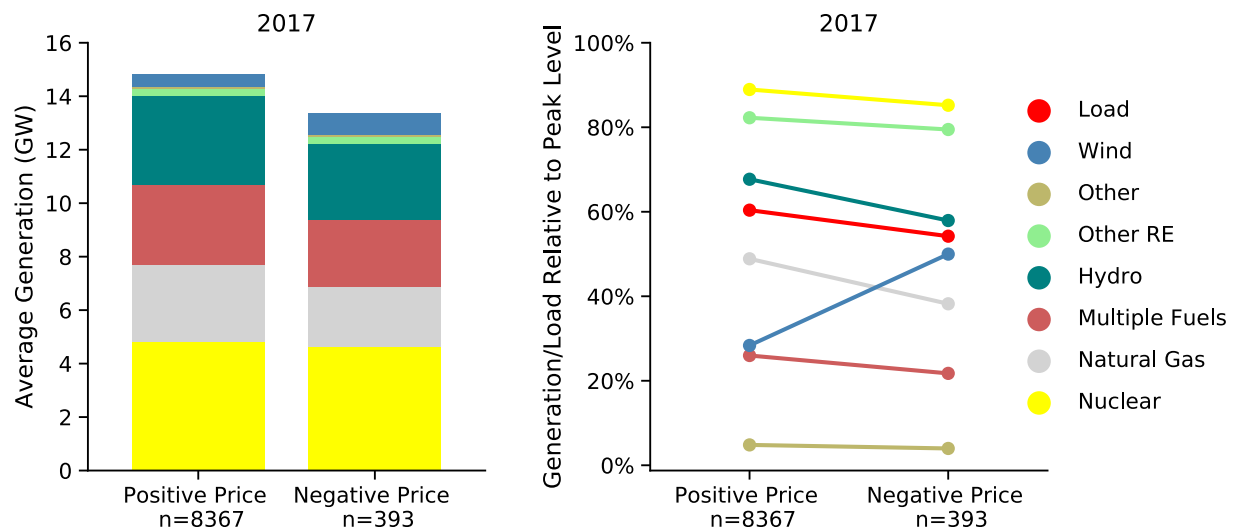 2017
Average Generation (GW)
16
14
12
10
8
6
4
2
0
Positive Price
n=8367
Negative Price
n=393
2017
Generation/Load Relative to Peak Level
100%
80%
60%
40%
20%
0%
Positive Price
n=8367
Negative Price
n=393
Load
Wind
Other
Other RE
Hydro
Multiple Fuels
Natural Gas
Nuclear